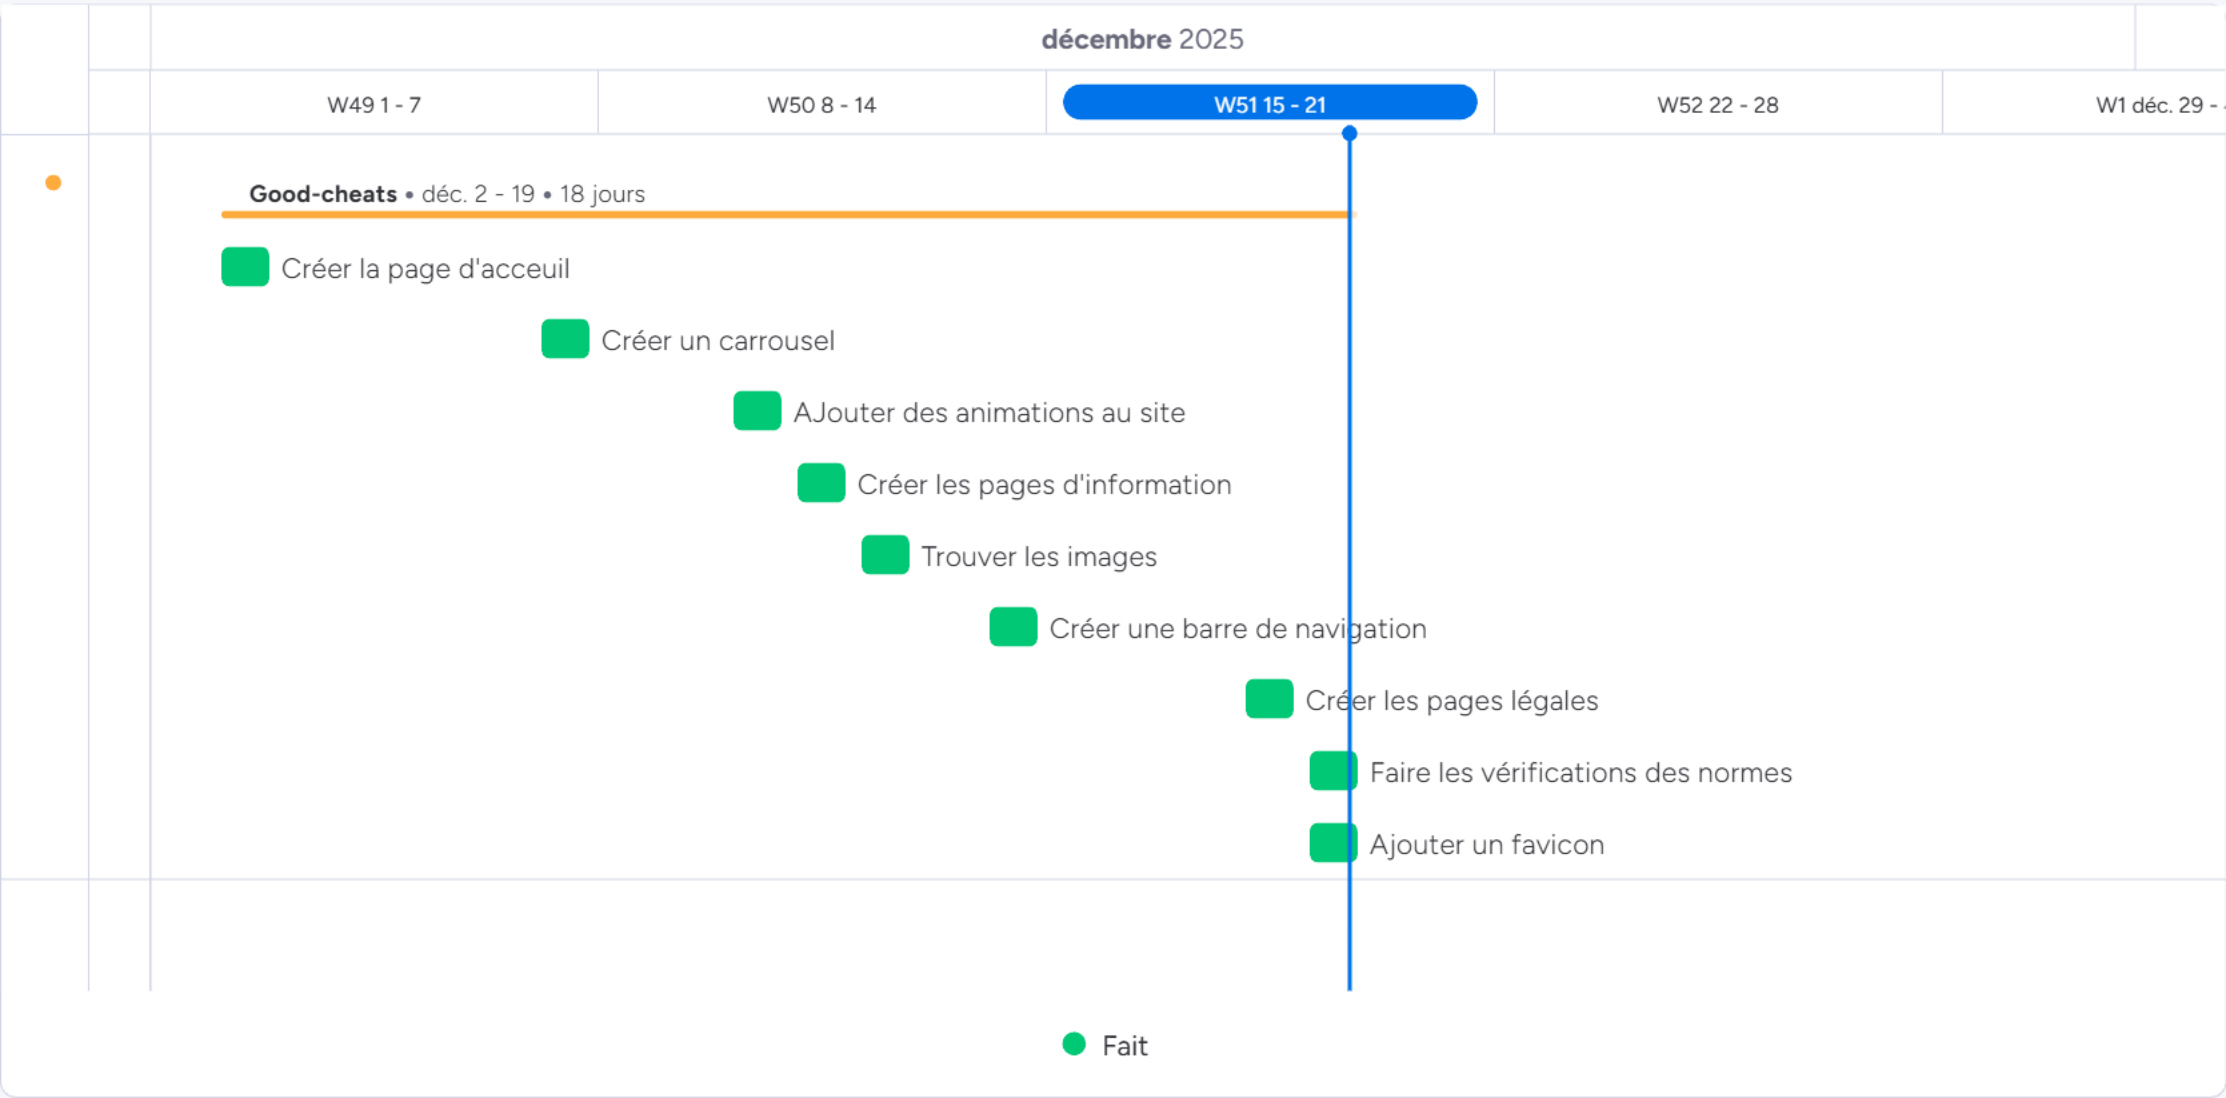 décembre 2025
W49 1 - 7
W50 8 - 14
W51 15 - 21
W52 22 - 28
W1 déc. 29 -
Good-cheats • déc. 2 - 19 • 18 jours
Créer la page d'acceuil
Créer un carrousel
AJouter des animations au site
Créer les pages d'information
Trouver les images
Créer une barre de navigation
Créer les pages légales
Faire les vérifications des normes
Ajouter un favicon
Fait